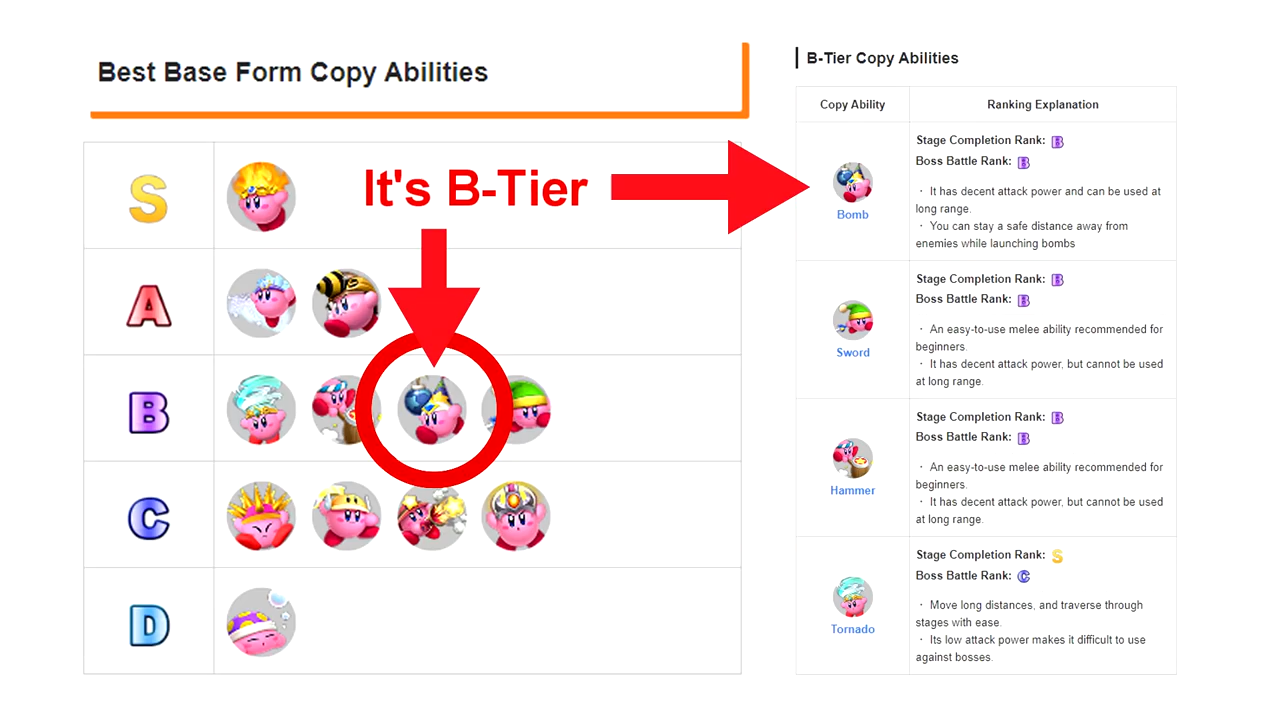 Best Base Form Copy Abilities
S
It's B-Tier
A
B
C
D
B-Tier Copy Abilities
Copy Ability
Ranking Explanation
Bomb
Stage Completion Rank: B
Boss Battle Rank: B
・ It has decent attack power and can be used at
long range.
・ You can stay a safe distance away from
enemies while launching bombs
Sword
Stage Completion Rank: B
Boss Battle Rank: B
・ An easy-to-use melee ability recommended for
beginners.
・ It has decent attack power, but cannot be used
at long range.
Hammer
Stage Completion Rank: B
Boss Battle Rank: B
・ An easy-to-use melee ability recommended for
beginners.
・ It has decent attack power, but cannot be used
at long range.
Tornado
Stage Completion Rank: S
Boss Battle Rank: C
・ Move long distances, and traverse through
stages with ease.
・ Its low attack power makes it difficult to use
against bosses.